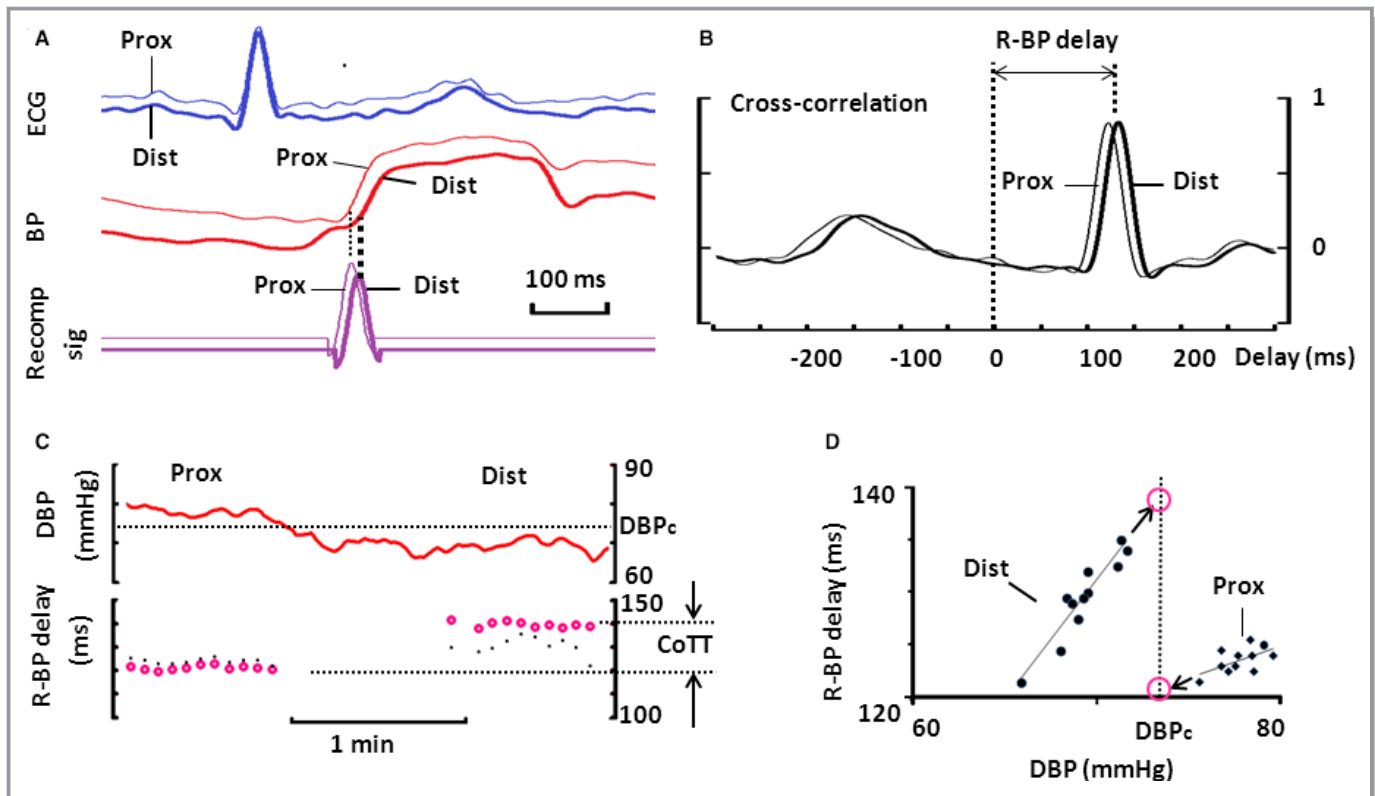 A
Prox
ECG
Dist
Prox
Dist
BP
Prox
Dist
100 ms
Recomp
sig
B
R-BP delay
Cross-correlation
1
Prox
Dist
0
-200
-100
0
100
200
Delay (ms)
C
Prox
Dist
90
DBP
(mmHg)
DBPc
60
150
R-BP delay
(ms)
CoTT
100
1 min
D
140
R-BP delay (ms)
Dist
Prox
120
60
DBPc
80
DBP (mmHg)